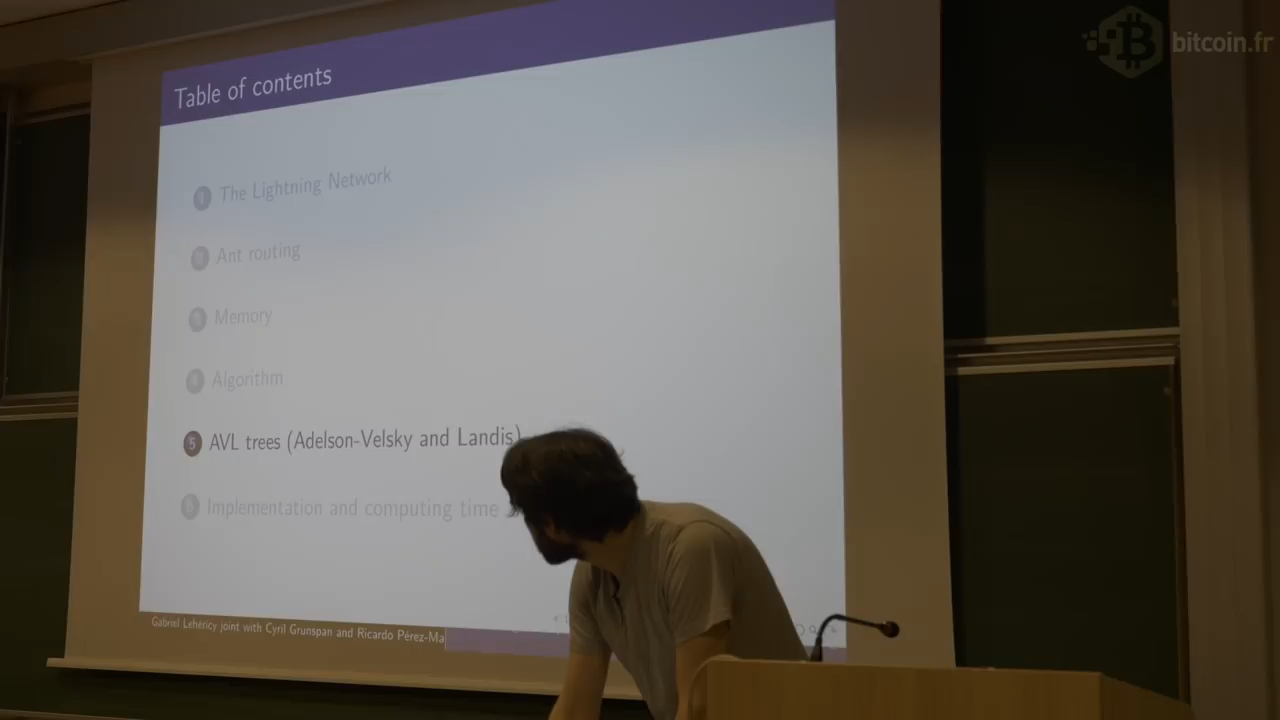 bitcoin.fr
Table of contents
1 The Lightning Network
2 Ant routing
3 Memory
4 Algorithm
5 AVL trees (Adelson-Velsky and Landis)
6 Implementation and computing time
Gabriel Lehéricy joint with Cyril Grunspan and Ricardo Pérez-Ma